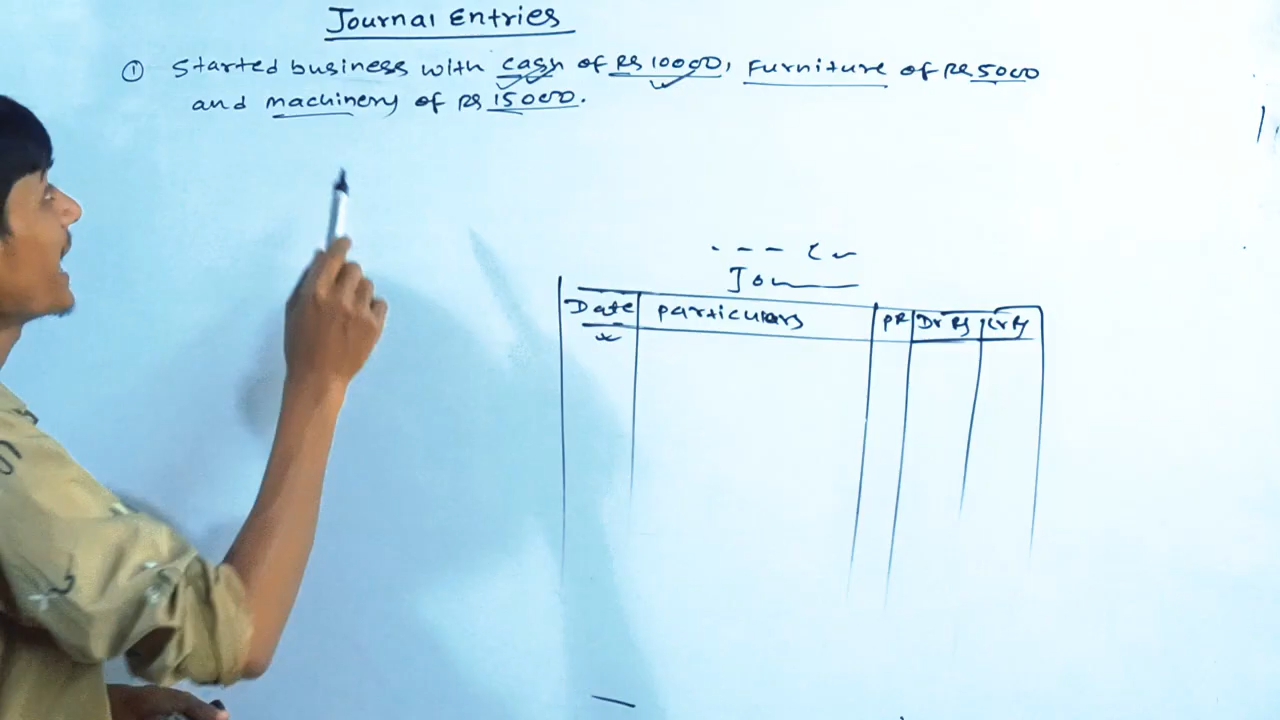 Journal Entries
① Started business with cash of Rs 10000, Furniture of Rs 5000
and machinery of Rs 15000.
Jou
Date particulars PR Dr Rs Cr Rs